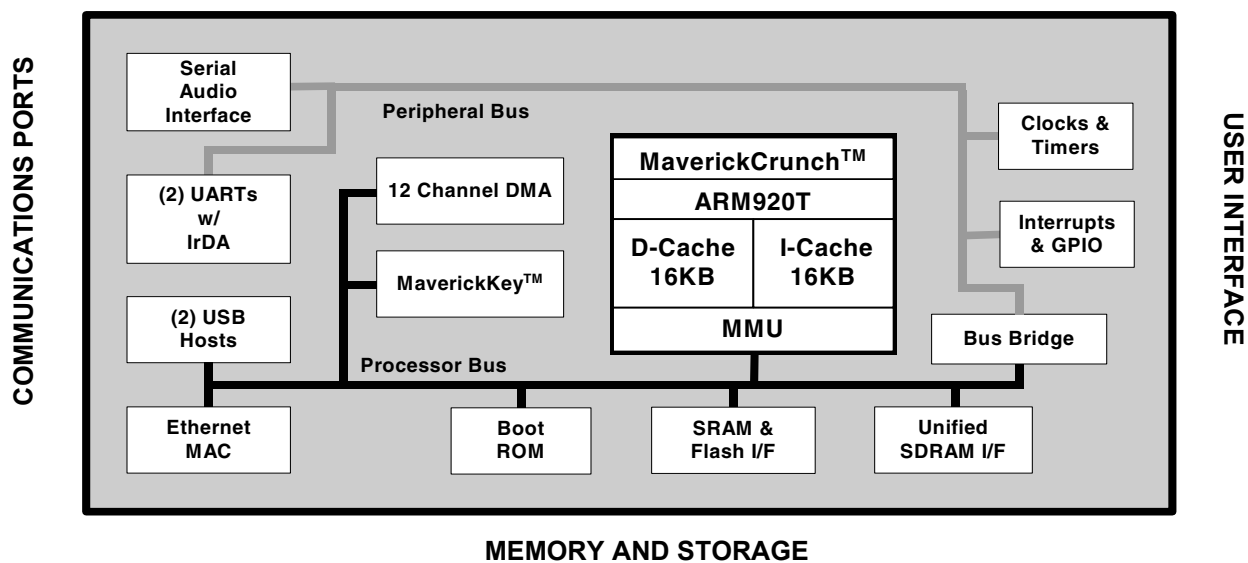 COMMUNICATIONS PORTS
Serial
Audio
Interface
Peripheral Bus
(2) UARTs
w/
IrDA
12 Channel DMA
MaverickKey™
(2) USB
Hosts
Processor Bus
Ethernet
MAC
Boot
ROM
MaverickCrunch™
ARM920T
D-Cache
16KB
I-Cache
16KB
MMU
SRAM &
Flash I/F
Unified
SDRAM I/F
Clocks &
Timers
Interrupts
& GPIO
Bus Bridge
USER INTERFACE
MEMORY AND STORAGE